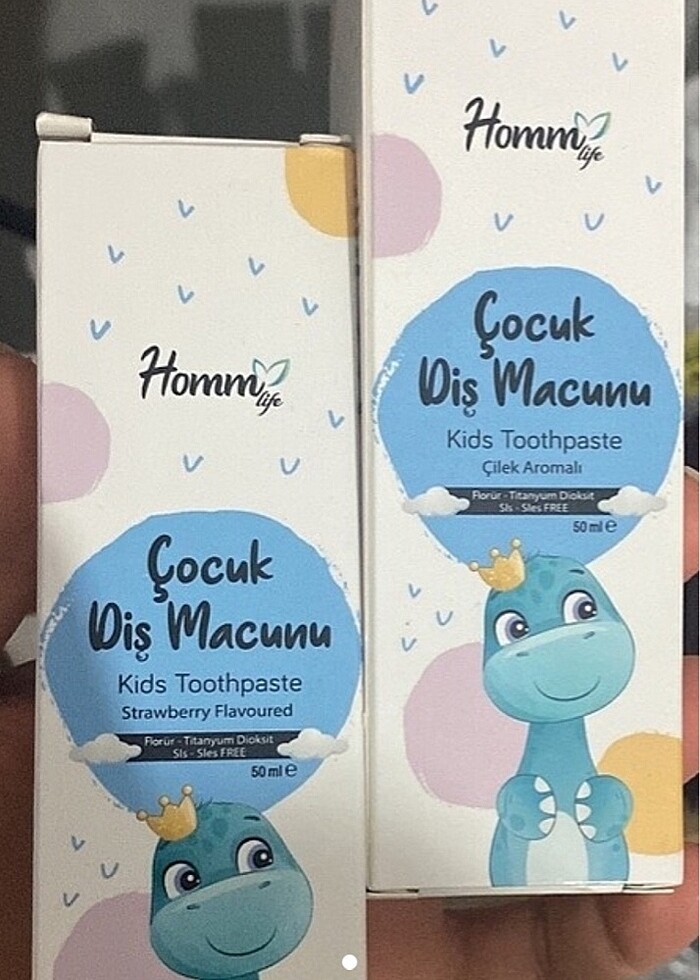 Homm life
Çocuk
Diş Macunu
Kids Toothpaste
Strawberry Flavoured
Florür - Titanyum Dioksit
Sls - Sles FREE
50 ml ℮
Homm life
Çocuk
Diş Macunu
Kids Toothpaste
Çilek Aromalı
Florür - Titanyum Dioksit
Sls - Sles FREE
50 ml ℮